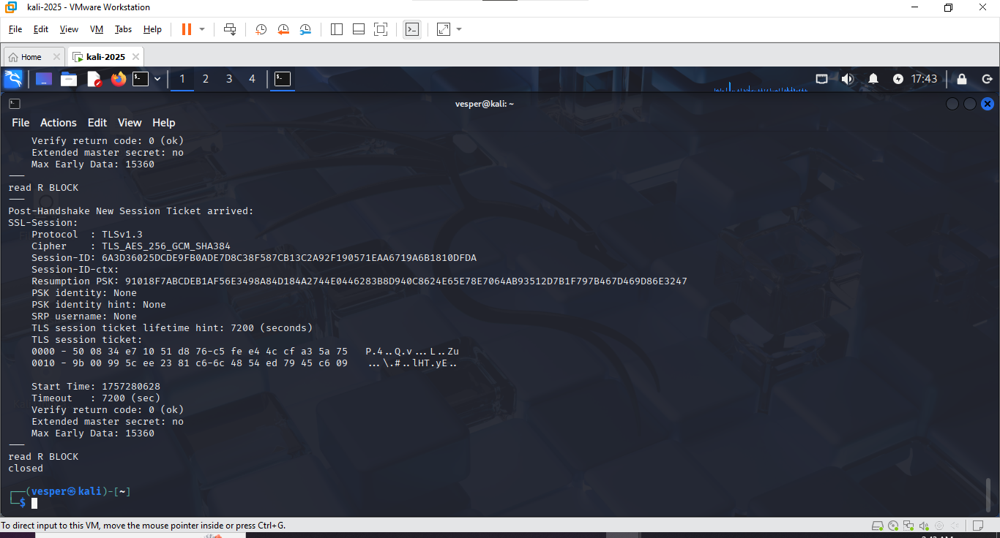 kali-2025 - VMware Workstation
File Edit View VM Tabs Help
Home kali-2025
1 2 3 4 17:43
vesper@kali: ~
File Actions Edit View Help
Verify return code: 0 (ok)
Extended master secret: no
Max Early Data: 15360
---
read R BLOCK
---
Post-Handshake New Session Ticket arrived:
SSL-Session:
Protocol : TLSv1.3
Cipher : TLS_AES_256_GCM_SHA384
Session-ID: 6A3D36025DCDE9FB0ADE7D8C38F587CB13C2A92F190571EAA6719A6B1810DFDA
Session-ID-ctx:
Resumption PSK: 91018F7ABCDEB1AF56E3498A84D184A2744E0446283B8D940C8624E65E78E7064AB93512D7B1F797B467D469D86E3247
PSK identity: None
PSK identity hint: None
SRP username: None
TLS session ticket lifetime hint: 7200 (seconds)
TLS session ticket:
0000 - 50 08 34 e7 10 51 d8 76-c5 fe e4 4c cf a3 5a 75 P.4..Q.v...L..Zu
0010 - 9b 00 99 5c ee 23 81 c6-6c 48 54 ed 79 45 c6 09 ...\.#..lHT.yE..
Start Time: 1757280628
Timeout : 7200 (sec)
Verify return code: 0 (ok)
Extended master secret: no
Max Early Data: 15360
---
read R BLOCK
closed
┌──(vesper㉿kali)-[~]
└─$
To direct input to this VM, move the mouse pointer inside or press Ctrl+G.